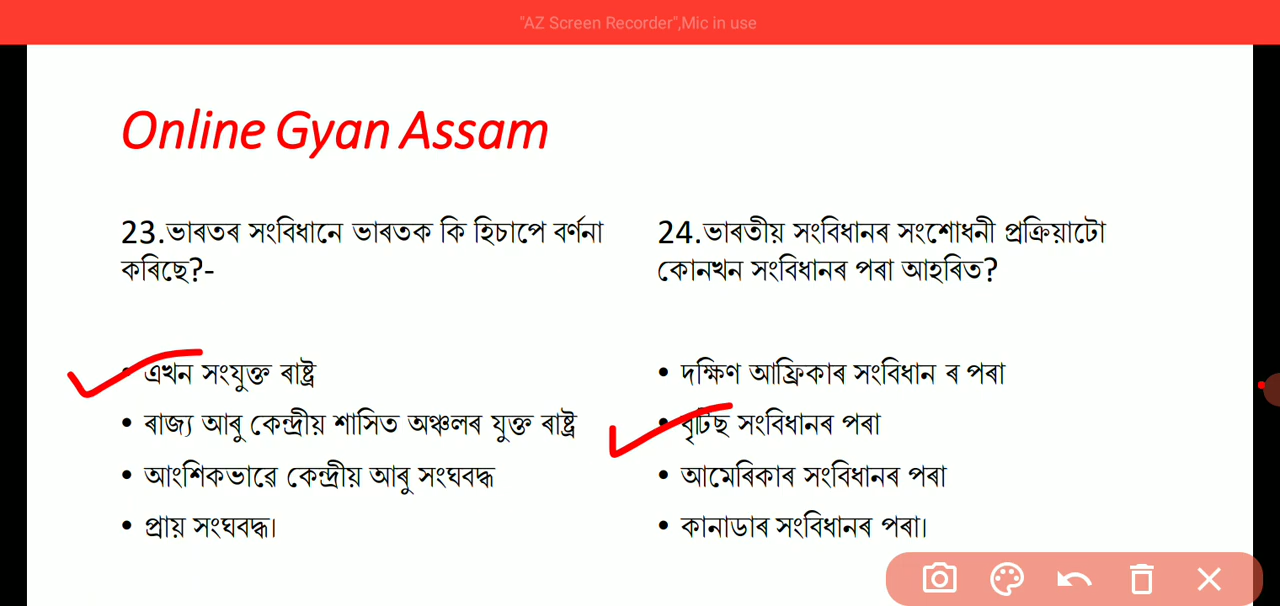 "AZ Screen Recorder",Mic in use
Online Gyan Assam
23.ভাৰতৰ সংবিধানে ভাৰতক কি হিচাপে বৰ্ণনা
কৰিছে?-
• এখন সংযুক্ত ৰাষ্ট্ৰ
• ৰাজ্য আৰু কেন্দ্ৰীয় শাসিত অঞ্চলৰ যুক্ত ৰাষ্ট্ৰ
• আংশিকভাৱে কেন্দ্ৰীয় আৰু সংঘবদ্ধ
• প্ৰায় সংঘবদ্ধ।
24.ভাৰতীয় সংবিধানৰ সংশোধনী প্ৰক্ৰিয়াটো
কোনখন সংবিধানৰ পৰা আহৰিত?
• দক্ষিণ আফ্ৰিকাৰ সংবিধান ৰ পৰা
• বৃটিছ সংবিধানৰ পৰা
• আমেৰিকাৰ সংবিধানৰ পৰা
• কানাডাৰ সংবিধানৰ পৰা।